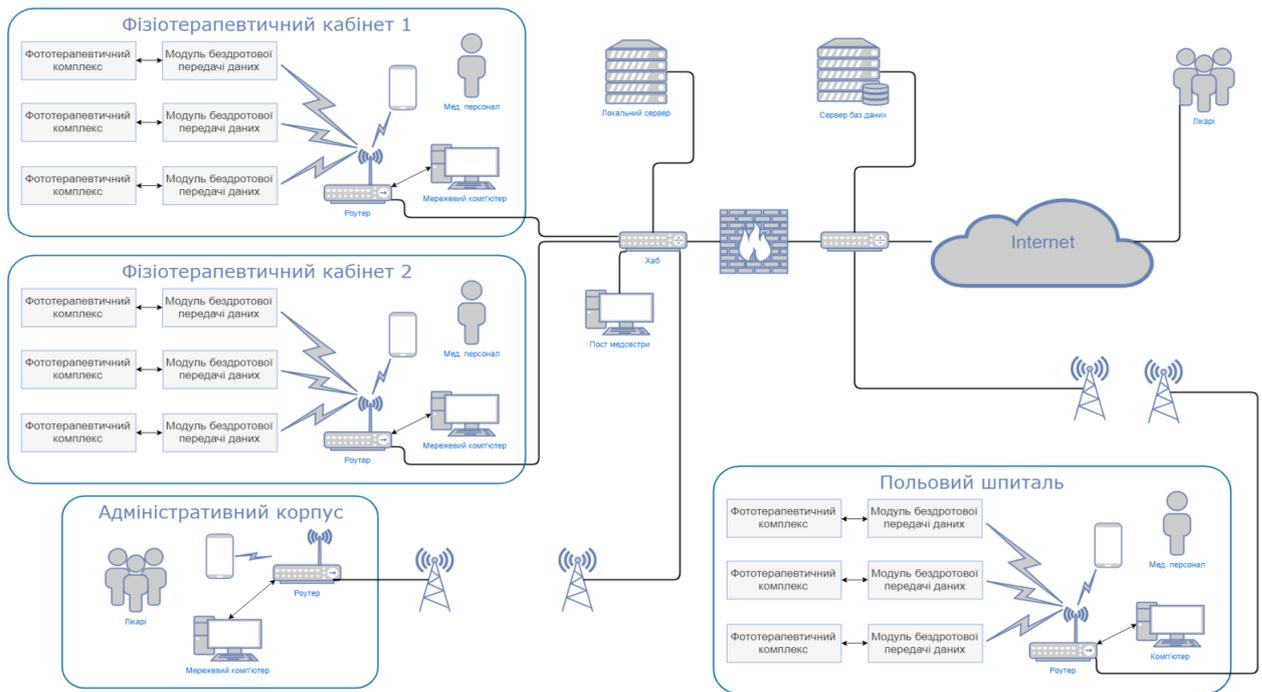 Фізіотерапевтичний кабінет 1
Фототерапевтичний
комплекс
Модуль бездротової
передачі даних
Фототерапевтичний
комплекс
Модуль бездротової
передачі даних
Фототерапевтичний
комплекс
Модуль бездротової
передачі даних
Мед. персонал
Мережевий комп'ютер
Роутер
Локальний сервер
Сервер баз даних
Лікарі
Хаб
Internet
Пост медсестри
Фізіотерапевтичний кабінет 2
Фототерапевтичний
комплекс
Модуль бездротової
передачі даних
Фототерапевтичний
комплекс
Модуль бездротової
передачі даних
Фототерапевтичний
комплекс
Модуль бездротової
передачі даних
Мед. персонал
Мережевий комп'ютер
Роутер
Адміністративний корпус
Лікарі
Роутер
Мережевий комп'ютер
Польовий шпиталь
Фототерапевтичний
комплекс
Модуль бездротової
передачі даних
Фототерапевтичний
комплекс
Модуль бездротової
передачі даних
Фототерапевтичний
комплекс
Модуль бездротової
передачі даних
Мед. персонал
Комп'ютер
Роутер